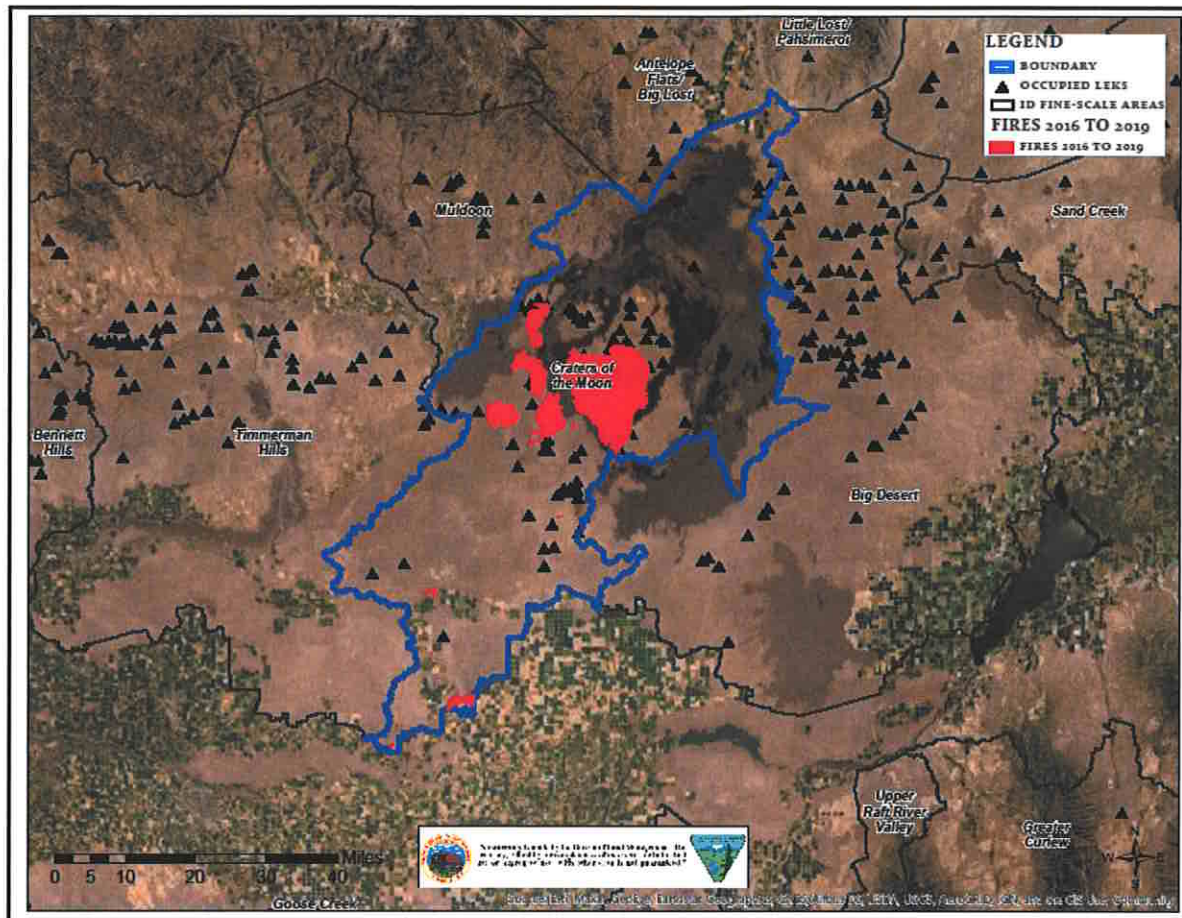 Little Lost/
Pahsimeroi
Antelope
Flats/
Big Lost
LEGEND
BOUNDARY
OCCUPIED LEKS
ID FINE-SCALE AREAS
FIRES 2016 TO 2019
FIRES 2016 TO 2019
Muldoon
Sand Creek
Craters of
the Moon
Bennett
Hills
Timmerman
Hills
Big Desert
Upper
Raft River
Valley
Greater
Curlew
N
W E
S
Miles
0 5 10 20 30 40
Goose Creek